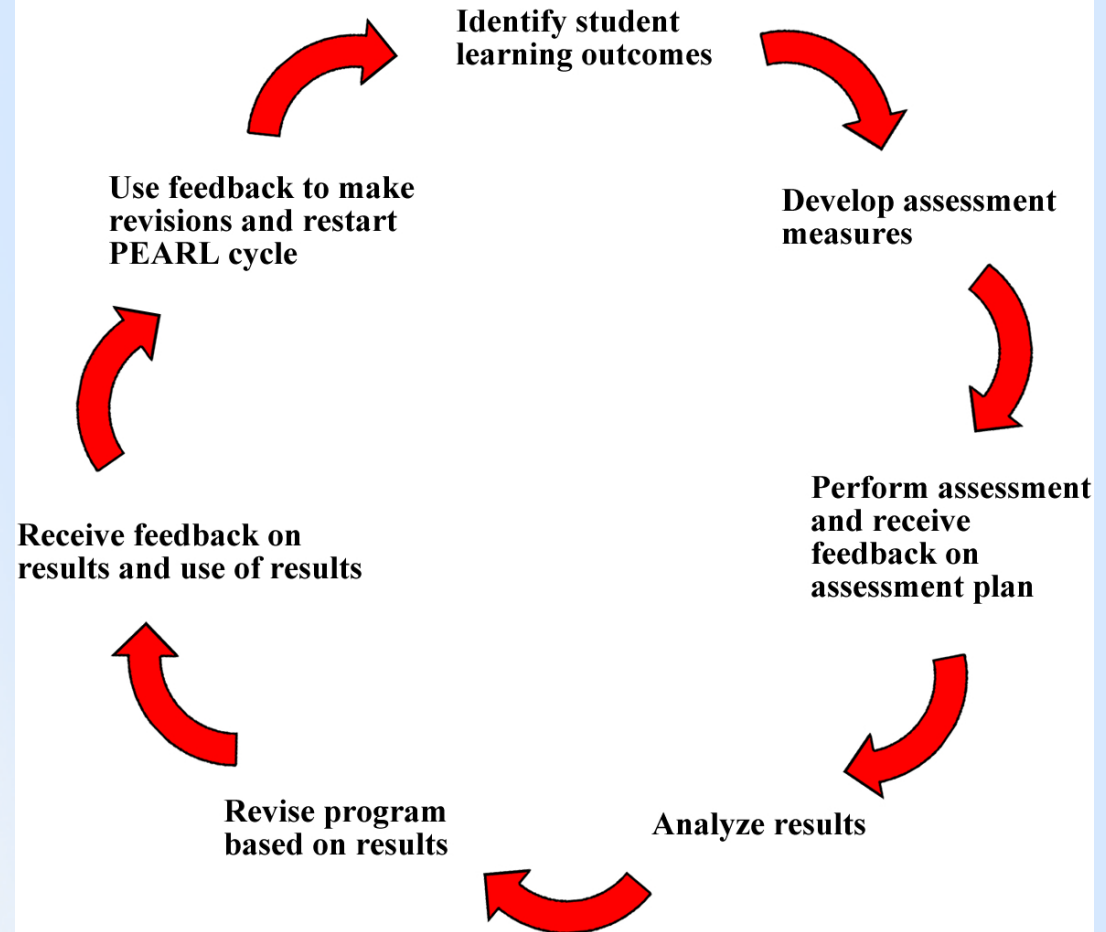 Identify student
learning outcomes
Develop assessment
measures
Perform assessment
and receive
feedback on
assessment plan
Analyze results
Revise program
based on results
Receive feedback on
results and use of results
Use feedback to make
revisions and restart
PEARL cycle